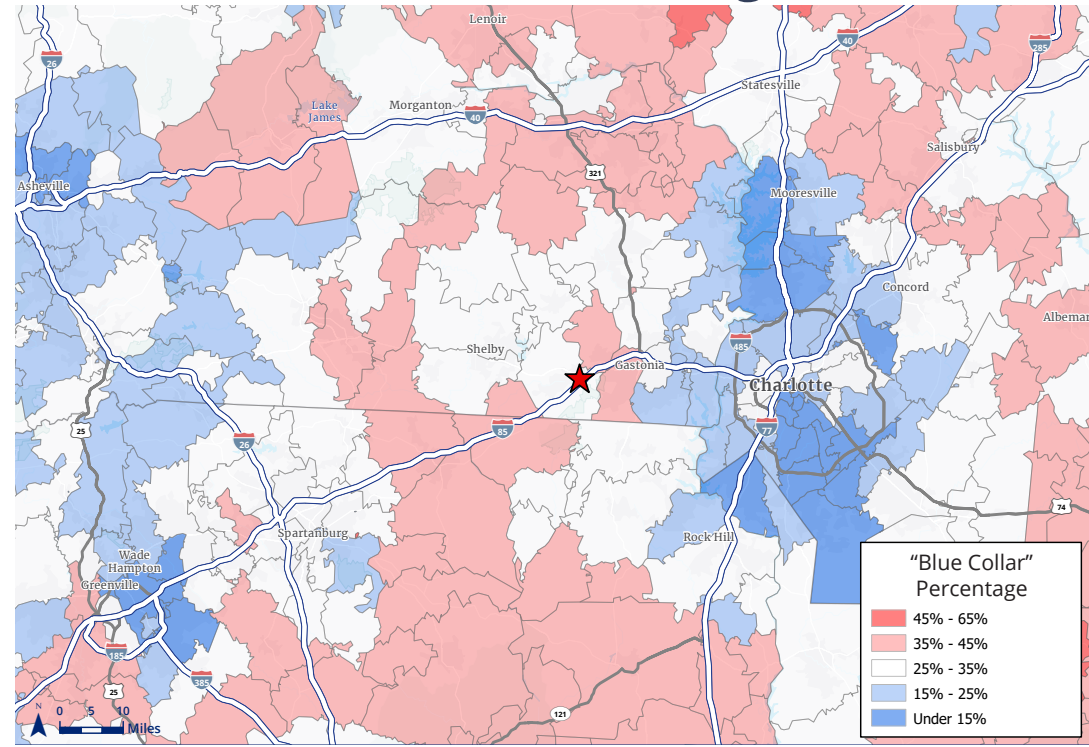 Lenoir
40
26
285
Statesville
Lake
James
Morganton
40
Salisbury
321
Asheville
Mooresville
Concord
Albemar
485
Shelby
Gastonia
Charlotte
25
85
77
26
74
Spartanburg
Rock Hill
Wade
Hampton
Greenville
185
385
25
121
N
0 5 10
Miles
“Blue Collar”
Percentage
45% - 65%
35% - 45%
25% - 35%
15% - 25%
Under 15%